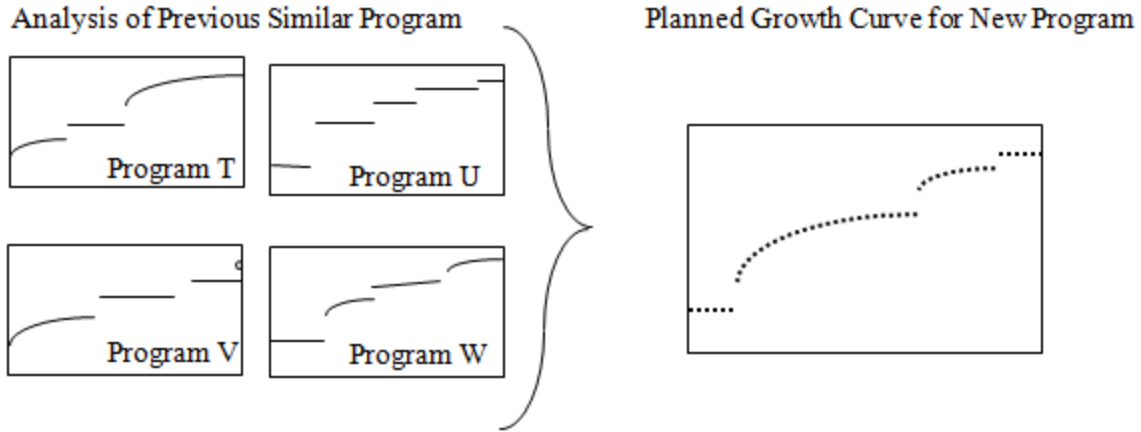 Analysis of Previous Similar Program
Planned Growth Curve for New Program
Program T
Program U
Program V
Program W